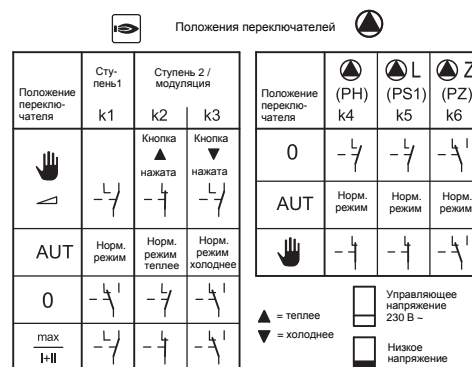 Положения переключателей
Положение
переклю-
чателя
Сту-
пень1
k1
Ступень 2 /
модуляция
k2
k3
Кнопка
▲
нажата
Кнопка
▼
нажата
AUT
Норм.
режим
Норм.
режим
теплее
Норм.
режим
холоднее
0
max
I+II
Положение
переклю-
чателя
(PH)
k4
L
(PS1)
k5
Z
(PZ)
k6
0
AUT
Норм.
режим
Норм.
режим
Норм.
режим
▲ = теплее
▼ = холоднее
Управляющее
напряжение
230 В ~
Низкое
напряжение